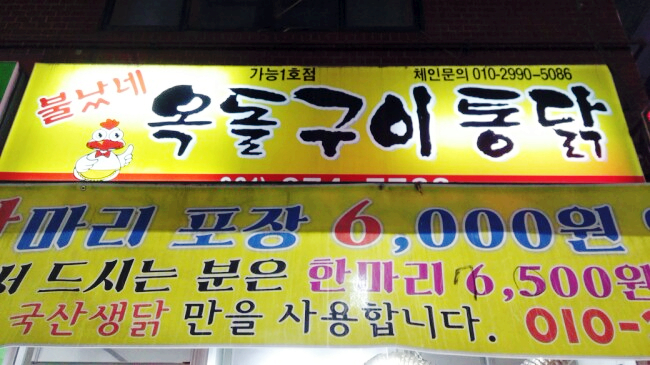 가능1호점 체인문의 010-2990-5086
불났네 옥돌구이통닭
마리 포장 6,000원
드시는 분은 한마리 6,500원
국산생닭 만을 사용합니다. 010-